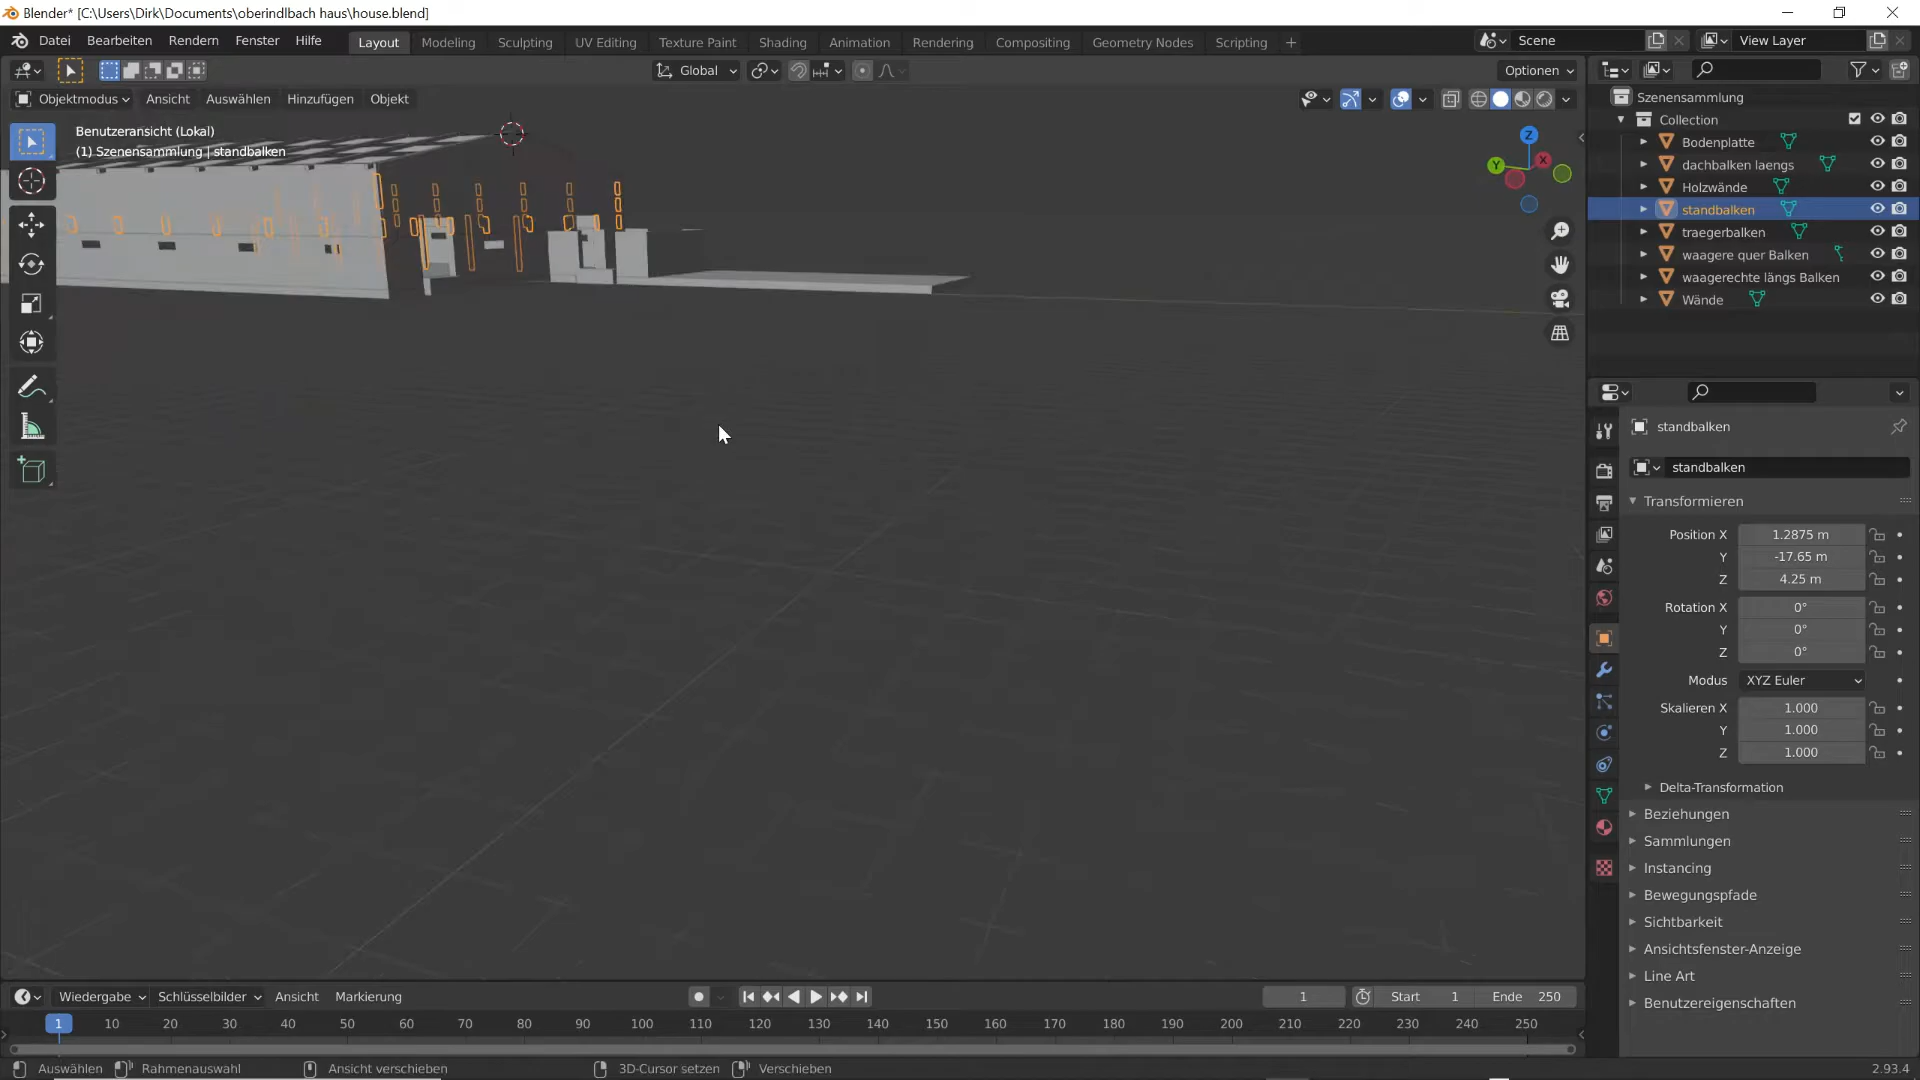 Blender* [C:\Users\Dirk\Documents\oberindlbach haus\house.blend]
Datei Bearbeiten Rendern Fenster Hilfe Layout Modeling Sculpting UV Editing Texture Paint Shading Animation Rendering Compositing Geometry Nodes Scripting + Scene View Layer
Global Optionen
Objektmodus Ansicht Auswählen Hinzufügen Objekt
Benutzeransicht (Lokal)
(1) Szenensammlung | standbalken
Z
Y X
Szenensammlung
Collection
Bodenplatte
dachbalken laengs
Holzwände
standbalken
traegerbalken
waagere quer Balken
waagerechte längs Balken
Wände
standbalken
standbalken
Transformieren
Position X 1.2875 m
Y -17.65 m
Z 4.25 m
Rotation X 0°
Y 0°
Z 0°
Modus XYZ Euler
Skalieren X 1.000
Y 1.000
Z 1.000
Delta-Transformation
Beziehungen
Sammlungen
Instancing
Bewegungspfade
Sichtbarkeit
Ansichtsfenster-Anzeige
Line Art
Benutzereigenschaften
Wiedergabe Schlüsselbilder Ansicht Markierung 1 Start 1 Ende 250
1 10 20 30 40 50 60 70 80 90 100 110 120 130 140 150 160 170 180 190 200 210 220 230 240 250
Auswählen Rahmenauswahl Ansicht verschieben 3D-Cursor setzen Verschieben 2.93.4